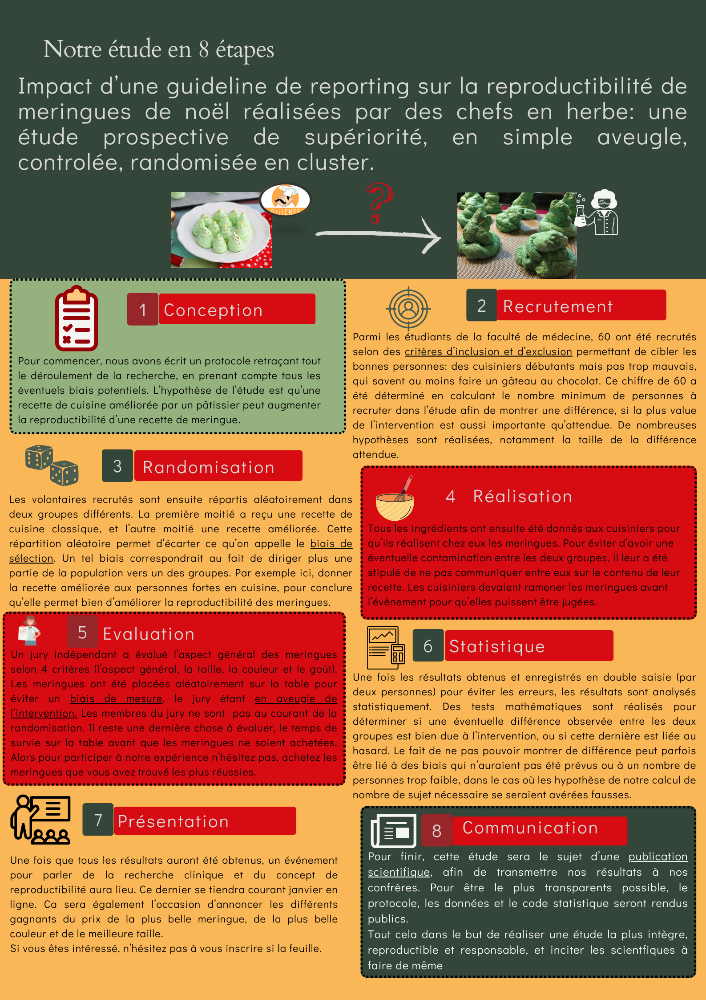 Notre étude en 8 étapes
Impact d'une guideline de reporting sur la reproductibilité de
meringues de noël réalisées par des chefs en herbe: une
étude prospective de supériorité, en simple aveugle,
controlée, randomisée en cluster.
PtitCHEF
?
1 Conception
Pour commencer, nous avons écrit un protocole retraçant tout
le déroulement de la recherche, en prenant compte tous les
éventuels biais potentiels. L'hypothèse de l'étude est qu'une
recette de cuisine améliorée par un pâtissier peut augmenter
la reproductibilité d'une recette de meringue.
2 Recrutement
Parmi les étudiants de la faculté de médecine, 60 ont été recrutés
selon des critères d'inclusion et d'exclusion permettant de cibler les
bonnes personnes: des cuisiniers débutants mais pas trop mauvais,
qui savent au moins faire un gâteau au chocolat. Ce chiffre de 60 a
été déterminé en calculant le nombre minimum de personnes à
recruter dans l'étude afin de montrer une différence, si la plus value
de l'intervention est aussi importante qu'attendue. De nombreuses
hypothèses sont réalisées, notamment la taille de la différence
attendue.
3 Randomisation
Les volontaires recrutés sont ensuite répartis aléatoirement dans
deux groupes différents. La première moitié a reçu une recette de
cuisine classique, et l'autre moitié une recette améliorée. Cette
répartition aléatoire permet d'écarter ce qu'on appelle le biais de
sélection. Un tel biais correspondrait au fait de diriger plus une
partie de la population vers un des groupes. Par exemple ici, donner
la recette améliorée aux personnes fortes en cuisine, pour conclure
qu'elle permet bien d'améliorer la reproductibilité des meringues.
4 Réalisation
Tous les ingrédients ont ensuite été donnés aux cuisiniers pour
qu'ils réalisent chez eux les meringues. Pour éviter d'avoir une
éventuelle contamination entre les deux groupes, il leur a été
stipulé de ne pas communiquer entre eux sur le contenu de leur
recette. Les cuisiniers devaient ramener les meringues avant
l'évènement pour qu'elles puissent être jugées.
5 Evaluation
Un jury indépendant a évalué l'aspect général des meringues
selon 4 critères (l'aspect général, la taille, la couleur et le goût).
Les meringues ont été placées aléatoirement sur la table pour
éviter un biais de mesure, le jury étant en aveugle de
l'intervention. Les membres du jury ne sont pas au courant de la
randomisation. Il reste une dernière chose à évaluer, le temps de
survie sur la table avant que les meringues ne soient achetées.
Alors pour participer à notre expérience n'hésitez pas, achetez les
meringues que vous avez trouvé les plus réussies.
6 Statistique
Une fois les résultats obtenus et enregistrés en double saisie (par
deux personnes) pour éviter les erreurs, les résultats sont analysés
statistiquement. Des tests mathématiques sont réalisés pour
déterminer si une éventuelle différence observée entre les deux
groupes est bien due à l'intervention, ou si cette dernière est liée au
hasard. Le fait de ne pas pouvoir montrer de différence peut parfois
être lié à des biais qui n'auraient pas été prévus ou à un nombre de
personnes trop faible, dans le cas où les hypothèse de notre calcul de
nombre de sujet nécessaire se seraient avérées fausses.
7 Présentation
Une fois que tous les résultats auront été obtenus, un événement
pour parler de la recherche clinique et du concept de
reproductibilité aura lieu. Ce dernier se tiendra courant janvier en
ligne. Ca sera également l'occasion d'annoncer les différents
gagnants du prix de la plus belle meringue, de la plus belle
couleur et de le meilleure taille.
Si vous êtes intéressé, n'hésitez pas à vous inscrire si la feuille.
8 Communication
Pour finir, cette étude sera le sujet d'une publication
scientifique, afin de transmettre nos résultats à nos
confrères. Pour être le plus transparents possible, le
protocole, les données et le code statistique seront rendus
publics.
Tout cela dans le but de réaliser une étude la plus intègre,
reproductible et responsable, et inciter les scientfiques à
faire de même